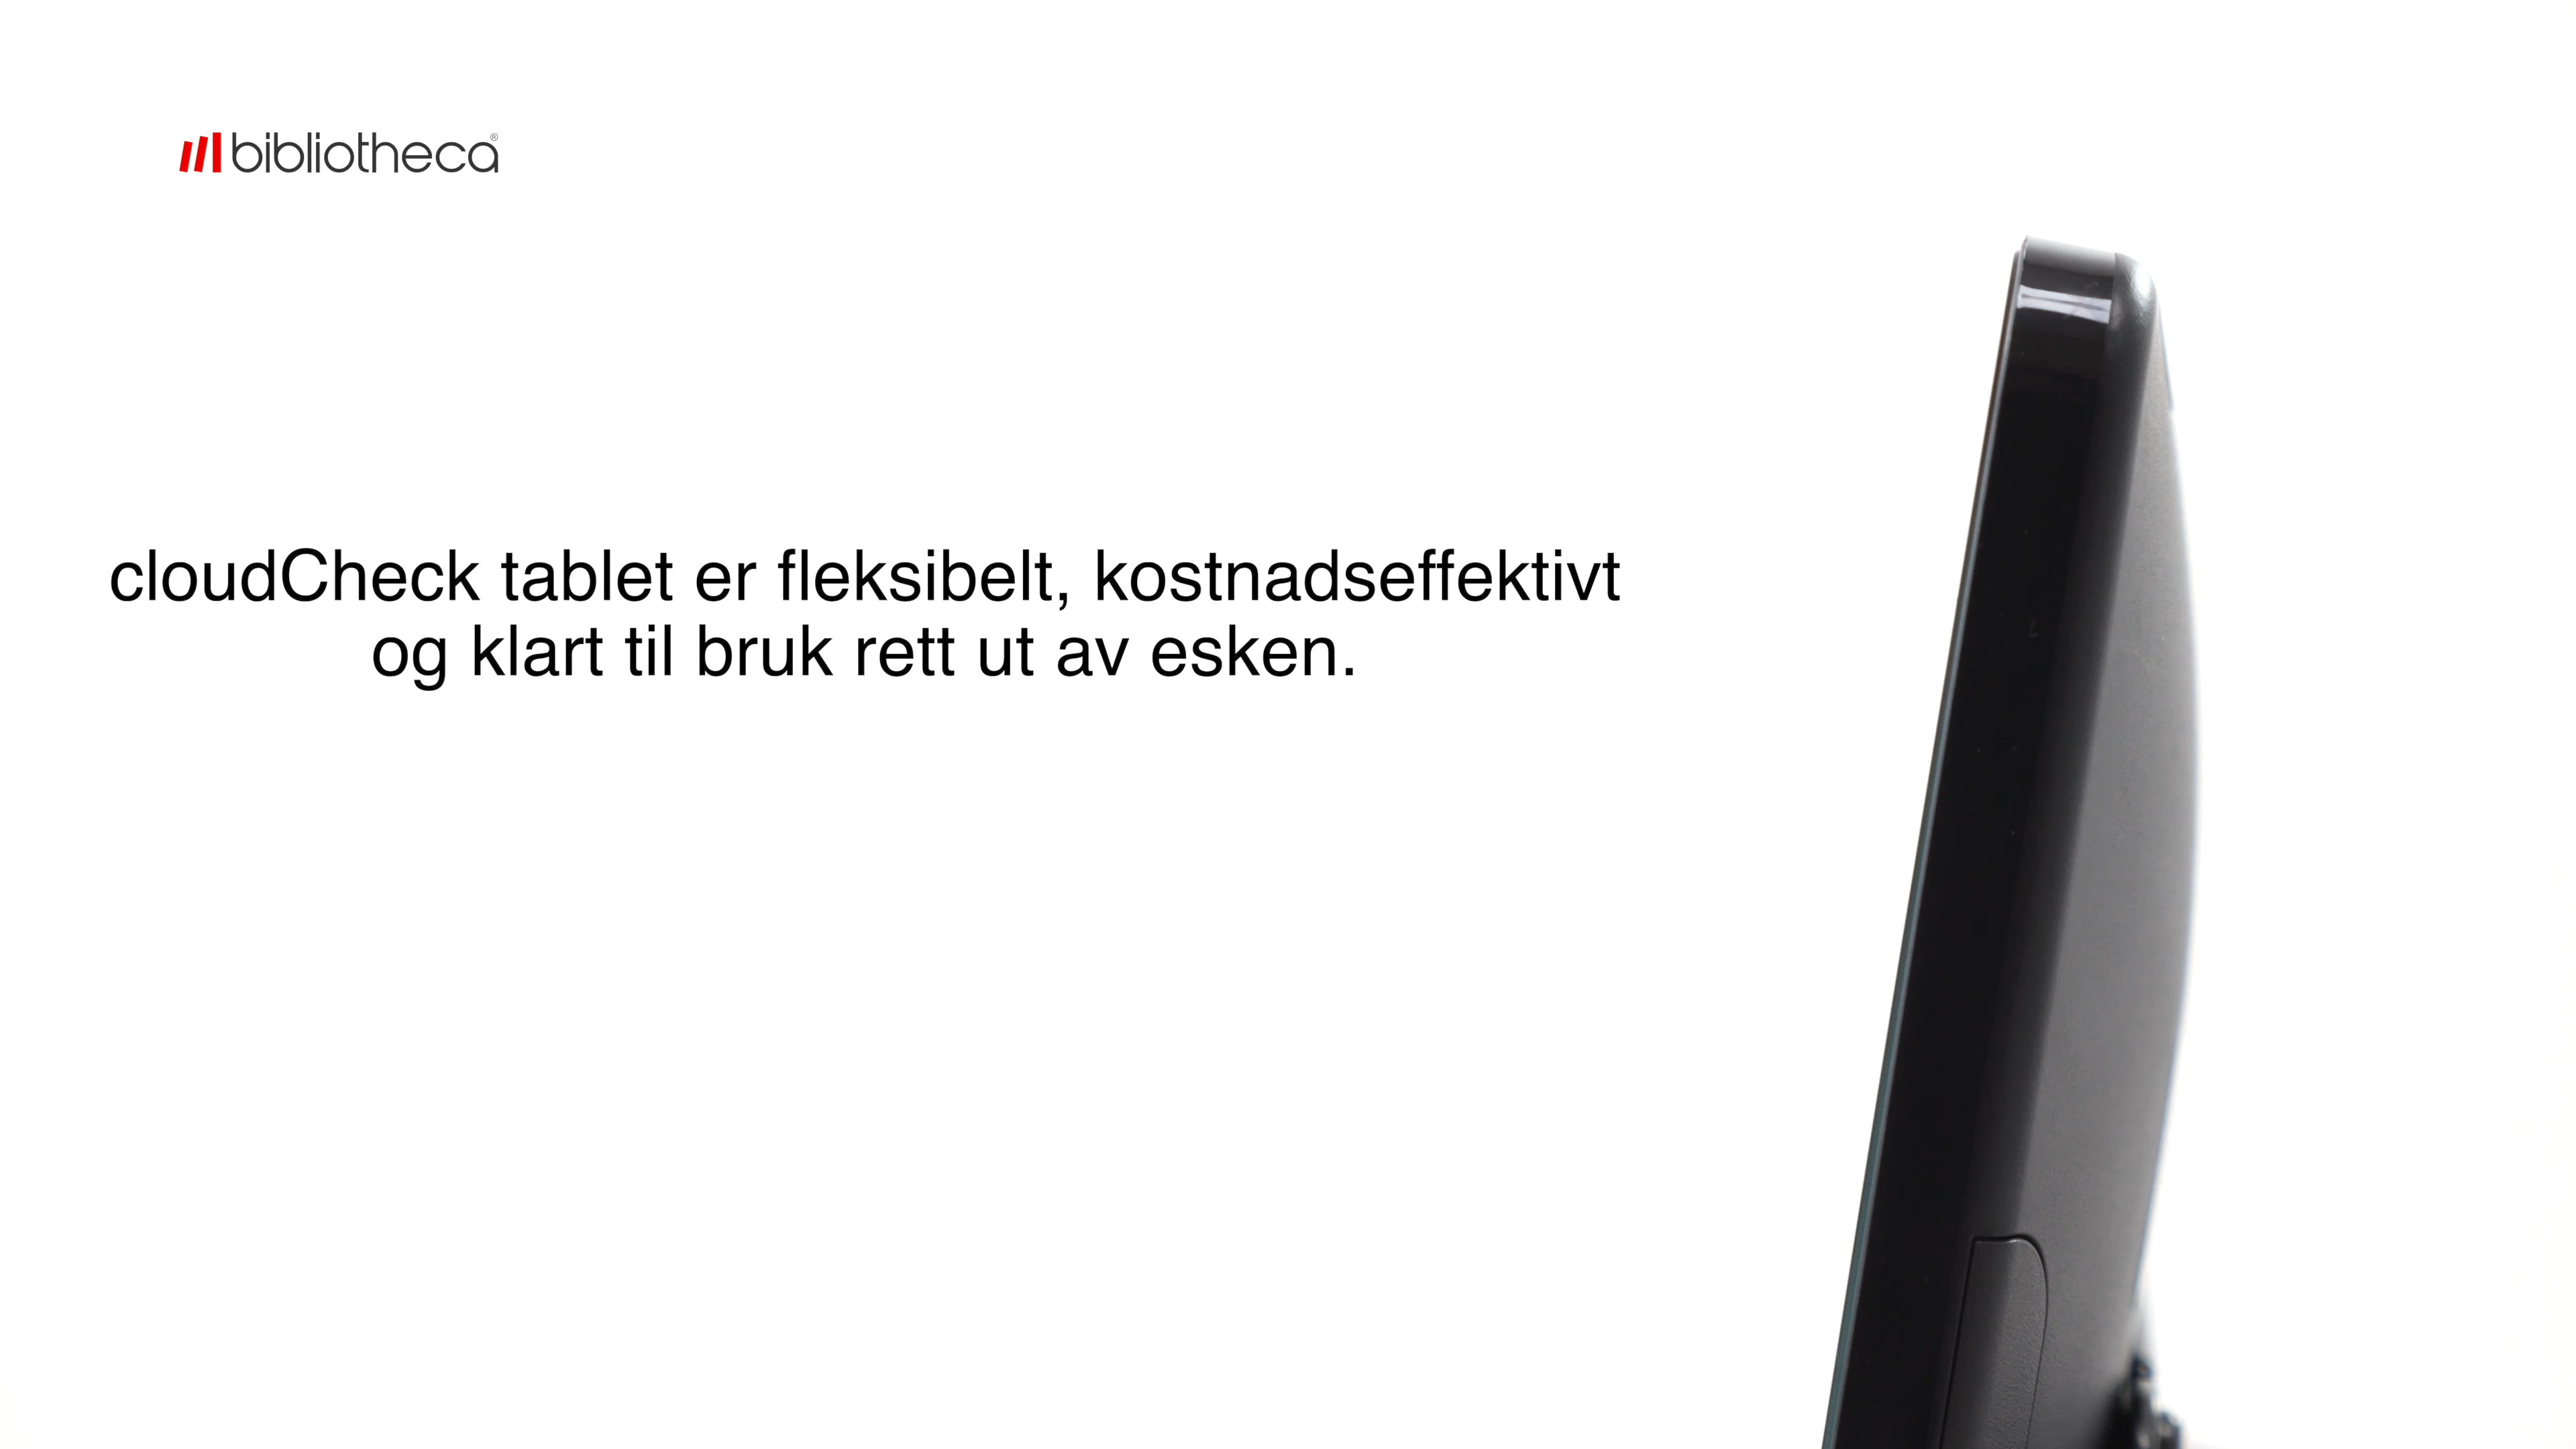 bibliotheca®
cloudCheck tablet er fleksibelt, kostnadseffektivt
og klart til bruk rett ut av esken.